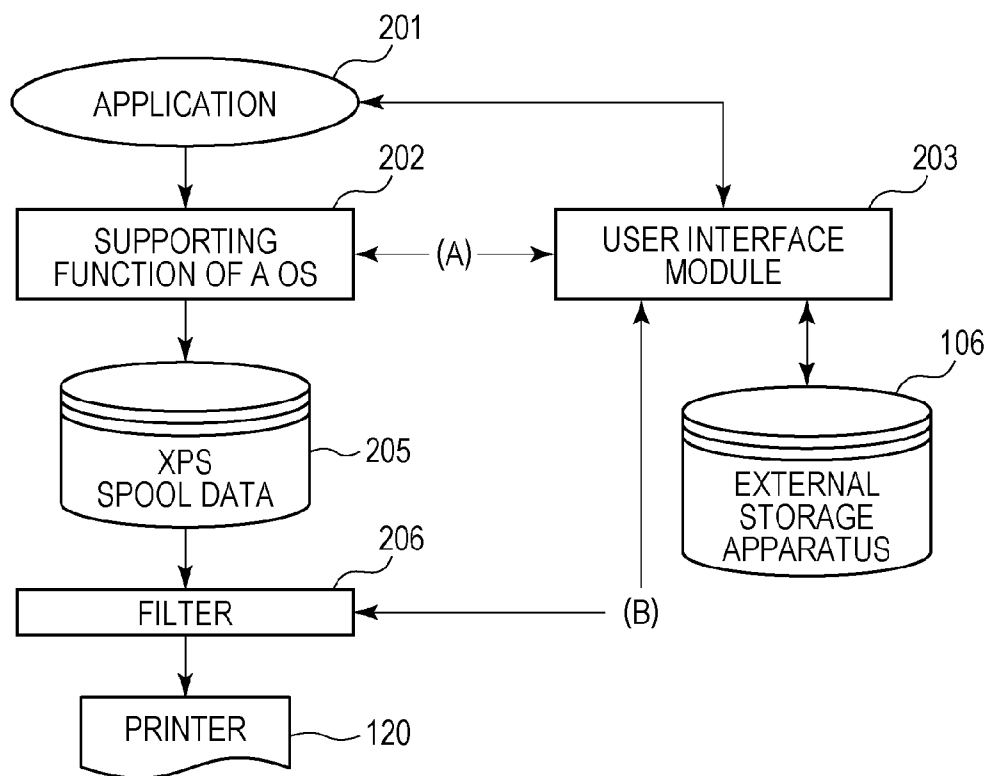 201
APPLICATION
202
203
SUPPORTING
FUNCTION OF A OS
(A)
USER INTERFACE
MODULE
106
XPS
SPOOL DATA
205
EXTERNAL
STORAGE
APPARATUS
206
FILTER
(B)
PRINTER
120